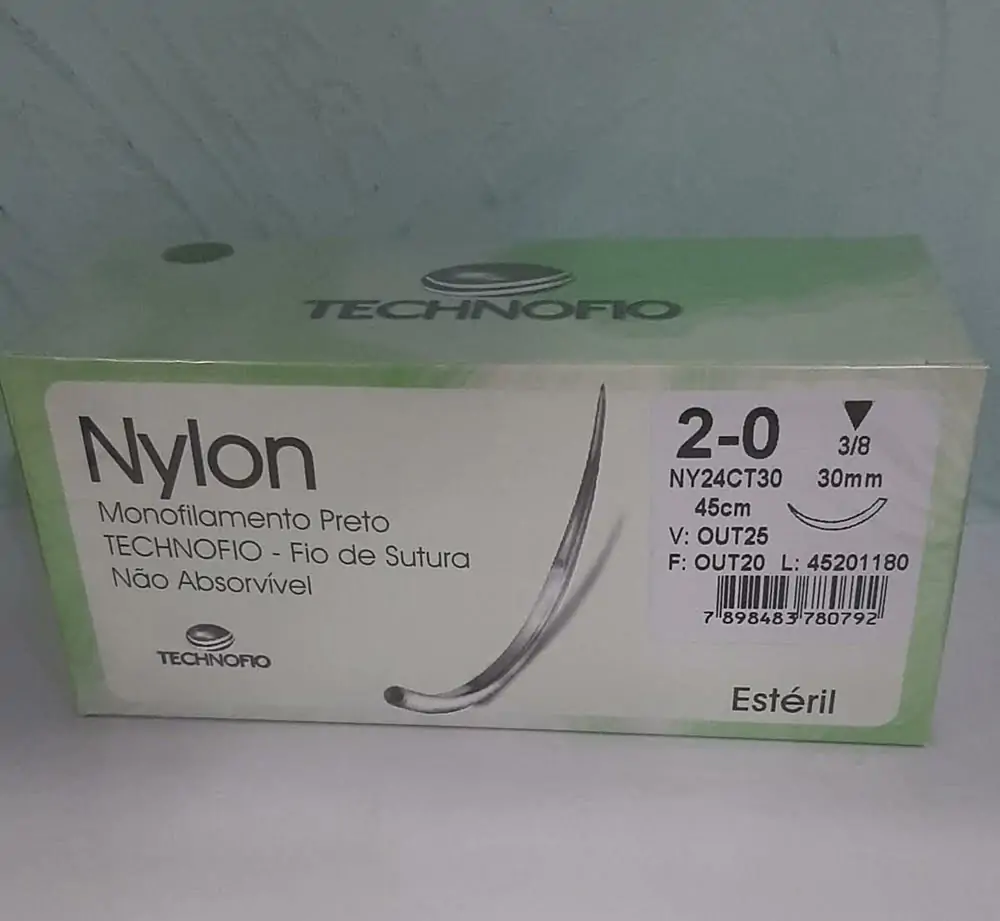 TECHNOFIO
Nylon
Monofilamento Preto
TECHNOFIO - Fio de Sutura
Não Absorvível
TECHNOFIO
2-0
3/8
NY24CT30 30mm
45cm
V: OUT25
F: OUT20 L: 45201180
7 898483 780792
Estéril